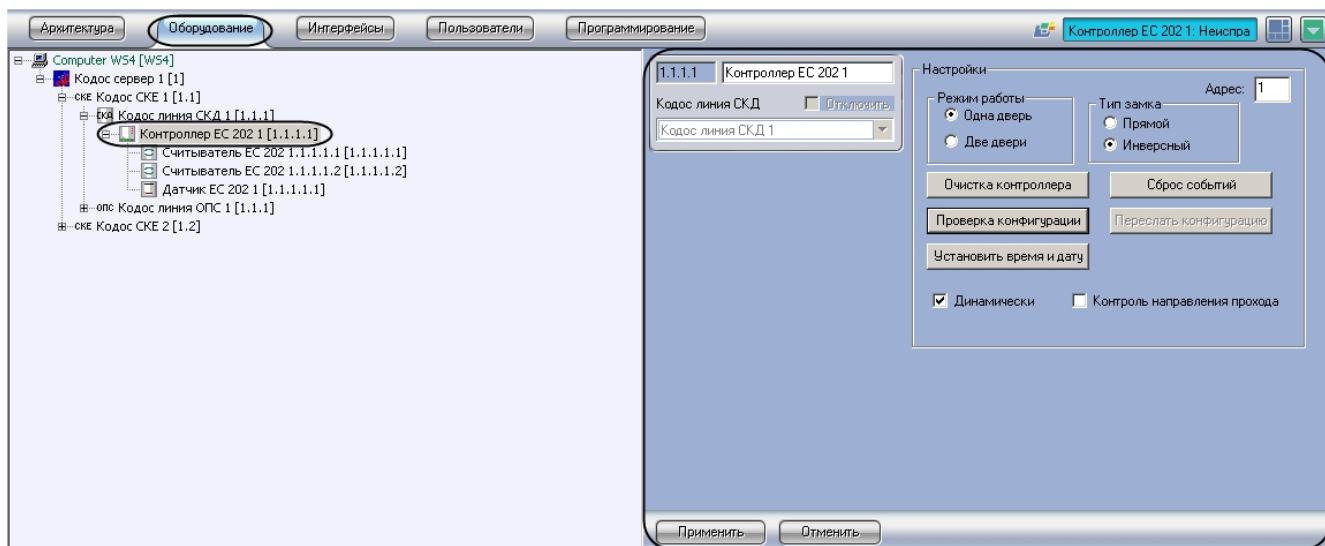 Архитектура Оборудование Интерфейсы Пользователи Программирование Контроллер ЕС 202 1: Неиспра
Computer WS4 [WS4]
Кодос сервер 1 [1]
СКЕ Кодос СКЕ 1 [1.1]
СКД Кодос линия СКД 1 [1.1.1]
Контроллер ЕС 202 1 [1.1.1.1]
Считыватель ЕС 202 1.1.1.1.1 [1.1.1.1.1]
Считыватель ЕС 202 1.1.1.1.2 [1.1.1.1.2]
Датчик ЕС 202 1 [1.1.1.1.1]
ОПС Кодос линия ОПС 1 [1.1.1]
СКЕ Кодос СКЕ 2 [1.2]
1.1.1.1 Контроллер ЕС 202 1
Кодос линия СКД Отключить
Кодос линия СКД 1
Настройки
Адрес: 1
Режим работы
Одна дверь
Две двери
Тип замка
Прямой
Инверсный
Очистка контроллера Сброс событий
Проверка конфигурации Переслать конфигурацию
Установить время и дату
Динамически Контроль направления прохода
Применить Отменить